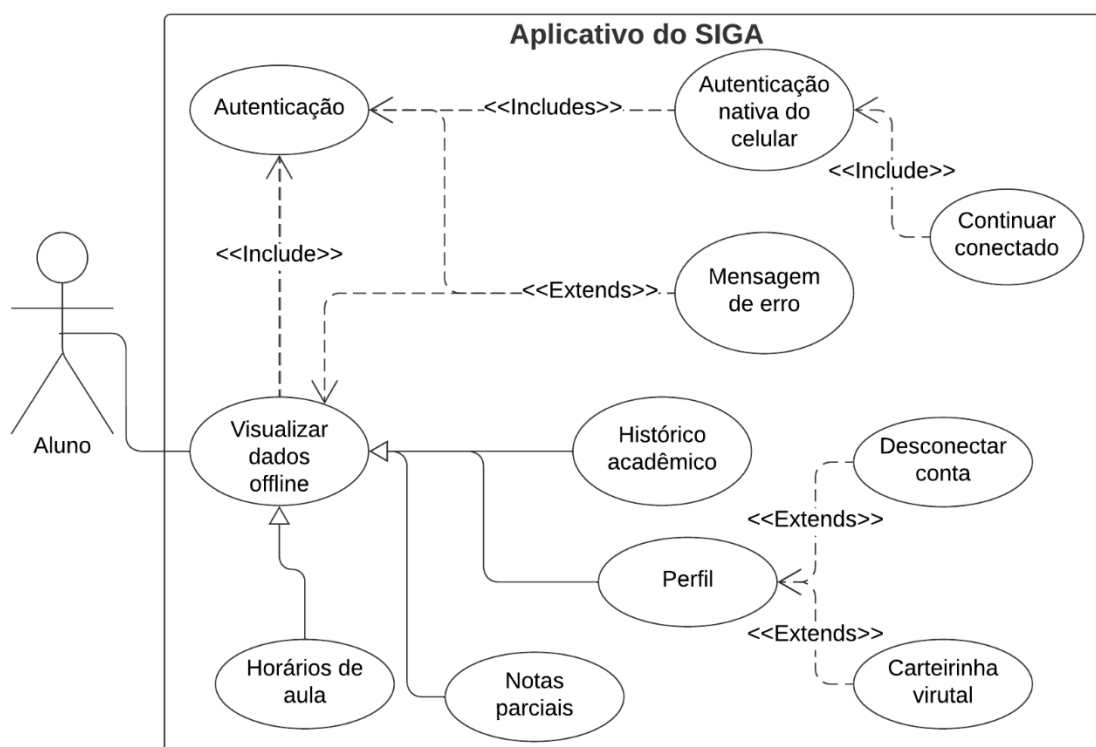 Aplicativo do SIGA
Autenticação
<<Includes>>
Autenticação
nativa do
celular
<<Include>>
Continuar
conectado
<<Include>>
<<Extends>>
Mensagem
de erro
Aluno
Visualizar
dados
offline
Histórico
acadêmico
Desconectar
conta
<<Extends>>
Perfil
<<Extends>>
Horários de
aula
Notas
parciais
Carteirinha
virutal